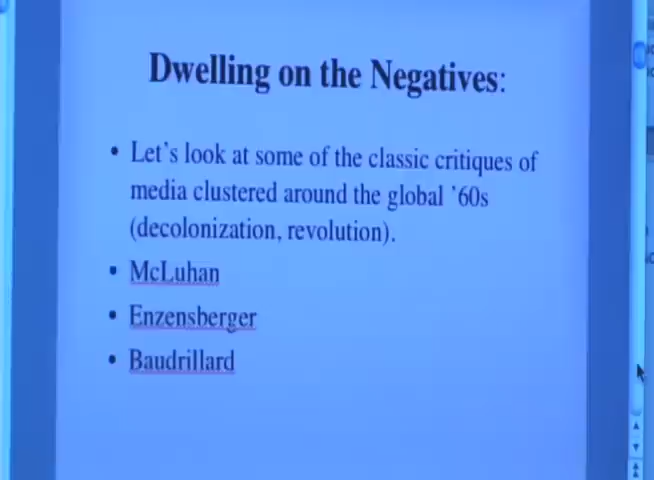 Dwelling on the Negatives:
• Let's look at some of the classic critiques of
media clustered around the global '60s
(decolonization, revolution).
• McLuhan
• Enzensberger
• Baudrillard